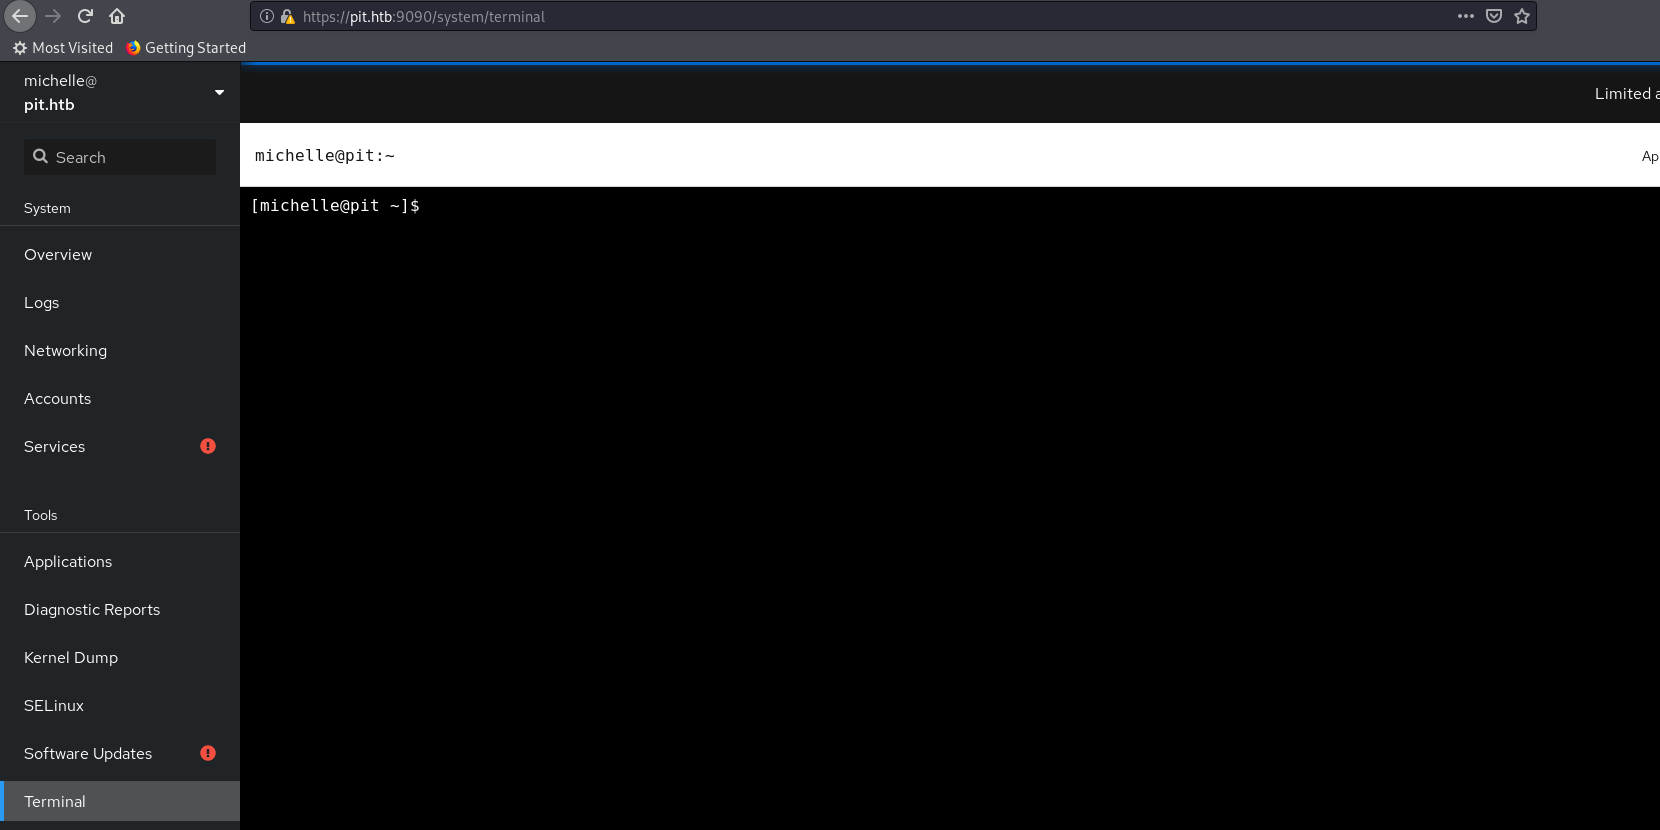 https://pit.htb:9090/system/terminal
Most Visited Getting Started
michelle@
pit.htb
Limited a
Search
michelle@pit:~
Ap
System
[michelle@pit ~]$
Overview
Logs
Networking
Accounts
Services
Tools
Applications
Diagnostic Reports
Kernel Dump
SELinux
Software Updates
Terminal